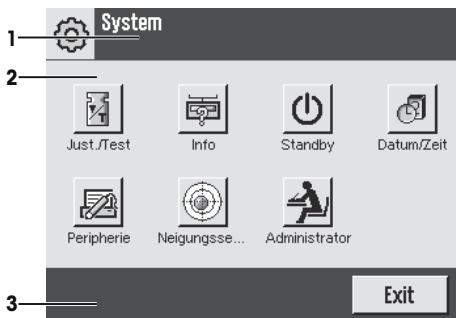 System
1
2
Just./Test Info Standby Datum/Zeit
Peripherie Neigungsse... Administrator
3
Exit